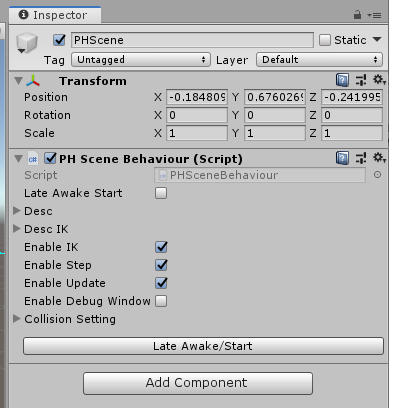 Inspector
PHScene Static
Tag Untagged Layer Default
Transform
Position X -0.184809 Y 0.6760269 Z -0.241995
Rotation X 0 Y 0 Z 0
Scale X 1 Y 1 Z 1
PH Scene Behaviour (Script)
Script PHSceneBehaviour
Late Awake Start
Desc
Desc IK
Enable IK
Enable Step
Enable Update
Enable Debug Window
Collision Setting
Late Awake/Start
Add Component